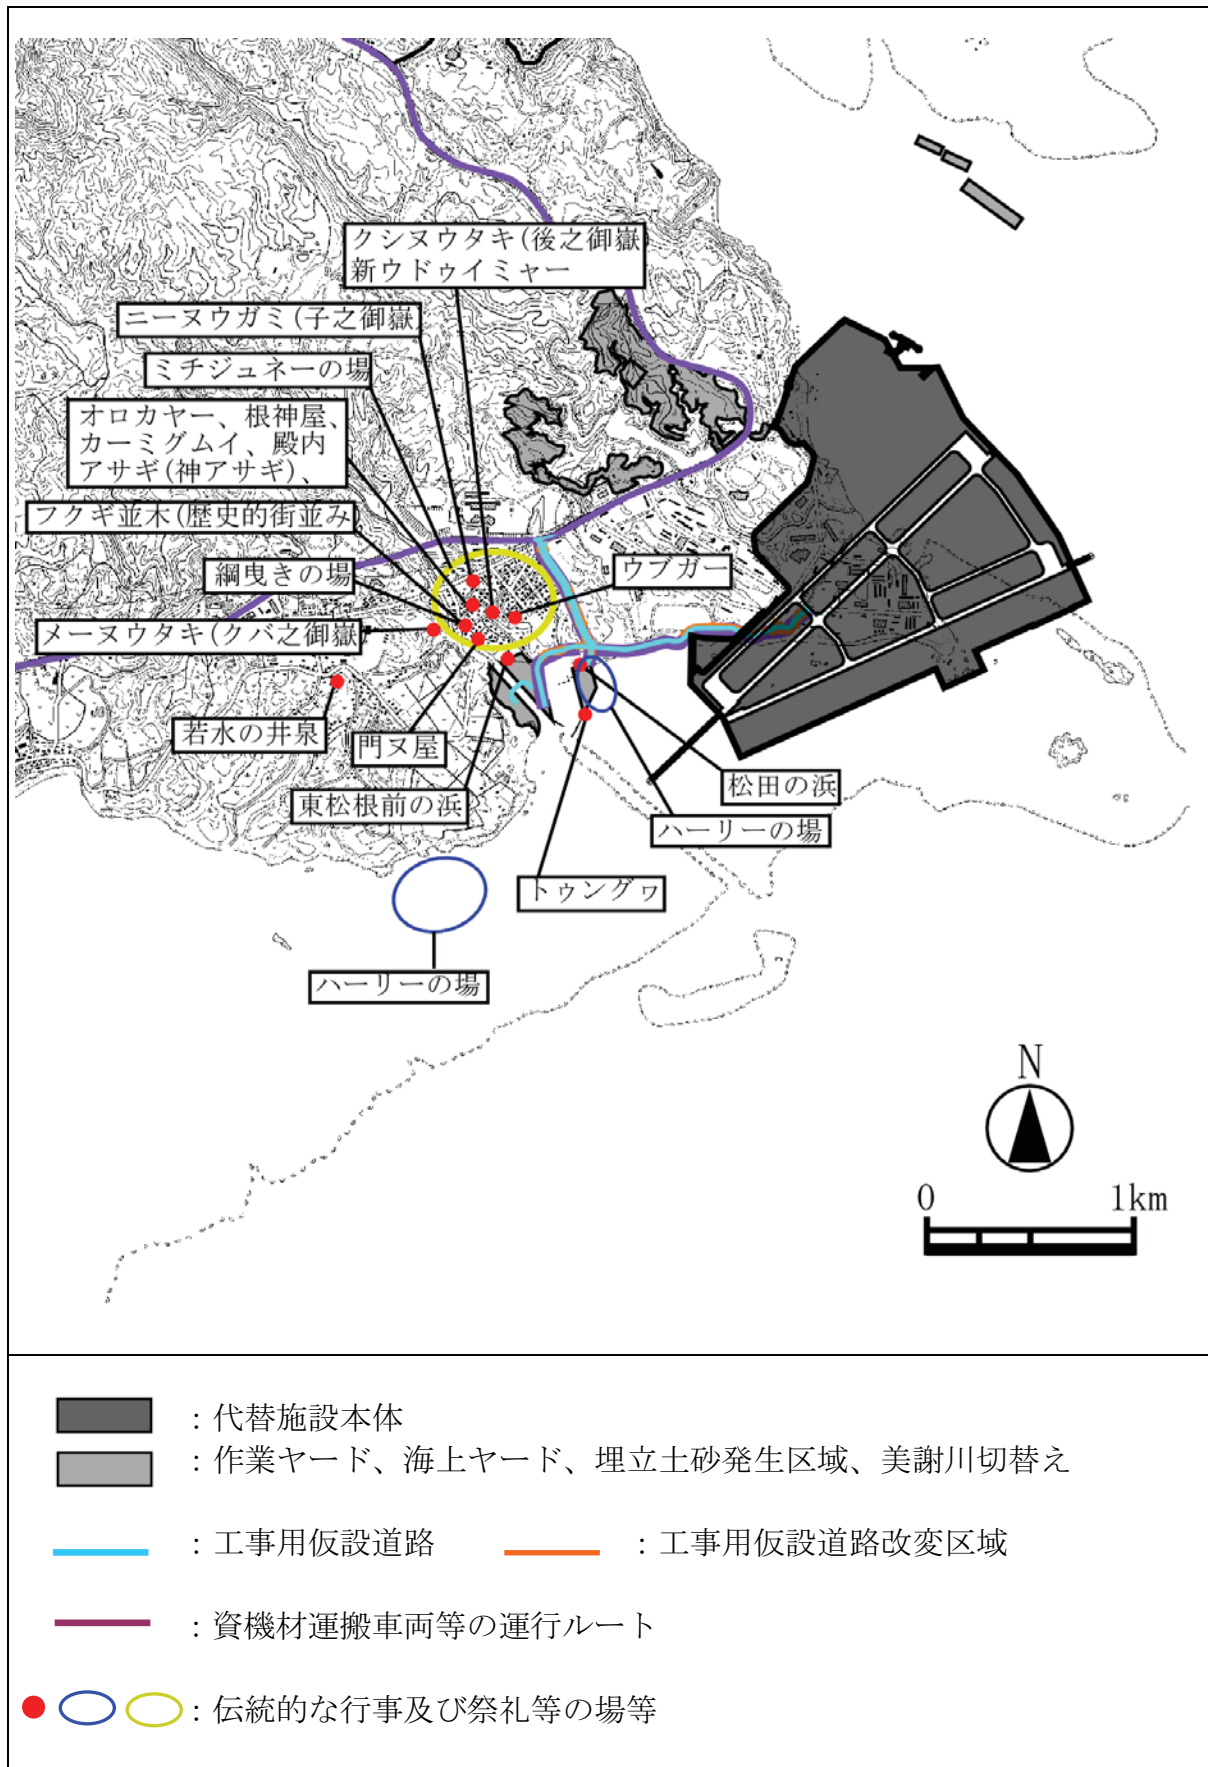 クシヌウタキ(後之御嶽
新ウドゥイミャー
ニーヌウガミ(子之御嶽
ミチジュネーの場
オロカヤー、根神屋、
カーミグムイ、殿内
アサギ(神アサギ)、
フクギ並木(歴史的街並み
綱曳きの場
ウブガー
メーヌウタキ(クバ之御嶽
若水の井泉
門ヌ屋
東松根前の浜
松田の浜
ハーリーの場
トゥングヮ
ハーリーの場
N
0 1km
：代替施設本体
：作業ヤード、海上ヤード、埋立土砂発生区域、美謝川切替え
：工事用仮設道路 ：工事用仮設道路改変区域
：資機材運搬車両等の運行ルート
：伝統的な行事及び祭礼等の場等